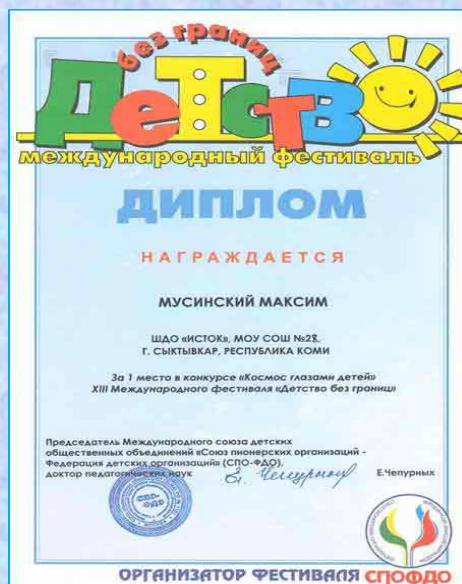 без границ
Детство
международный фестиваль
ДИПЛОМ
НАГРАЖДАЕТСЯ
МУСИНСКИЙ МАКСИМ
ШДО «ИСТОК», МОУ СОШ №28,
Г. СЫКТЫВКАР, РЕСПУБЛИКА КОМИ
За 1 место в конкурсе «Космос глазами детей»
XIII Международного фестиваля «Детство без границ»
Председатель Международного союза детских
общественных объединений «Союз пионерских организаций -
Федерация детских организаций» (СПО-ФДО),
доктор педагогических наук
Е.Чепурных
СПО-
ФДО
ОРГАНИЗАТОР ФЕСТИВАЛЯ СПОФДО